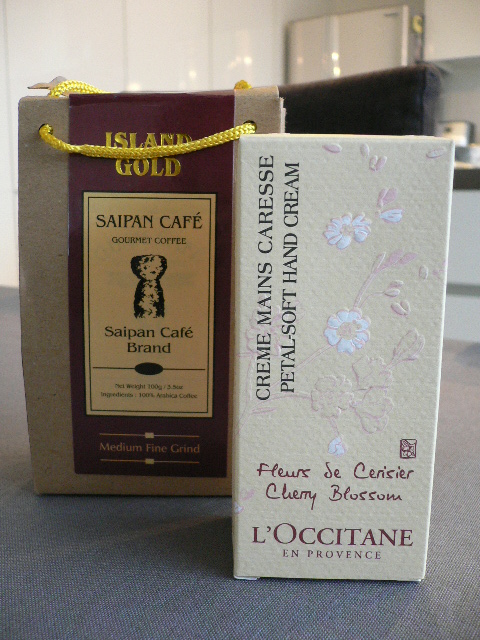 ISLAND
GOLD
SAIPAN CAFÉ
GOURMET COFFEE
Saipan Café
Brand
Net Weight 100g / 3.5oz
Ingredients : 100% Arabica Coffee
Medium Fine Grind
CREME MAINS CARESSE
PETAL-SOFT HAND CREAM
Fleurs de Cerisier
Cherry Blossom
L'OCCITANE
EN PROVENCE